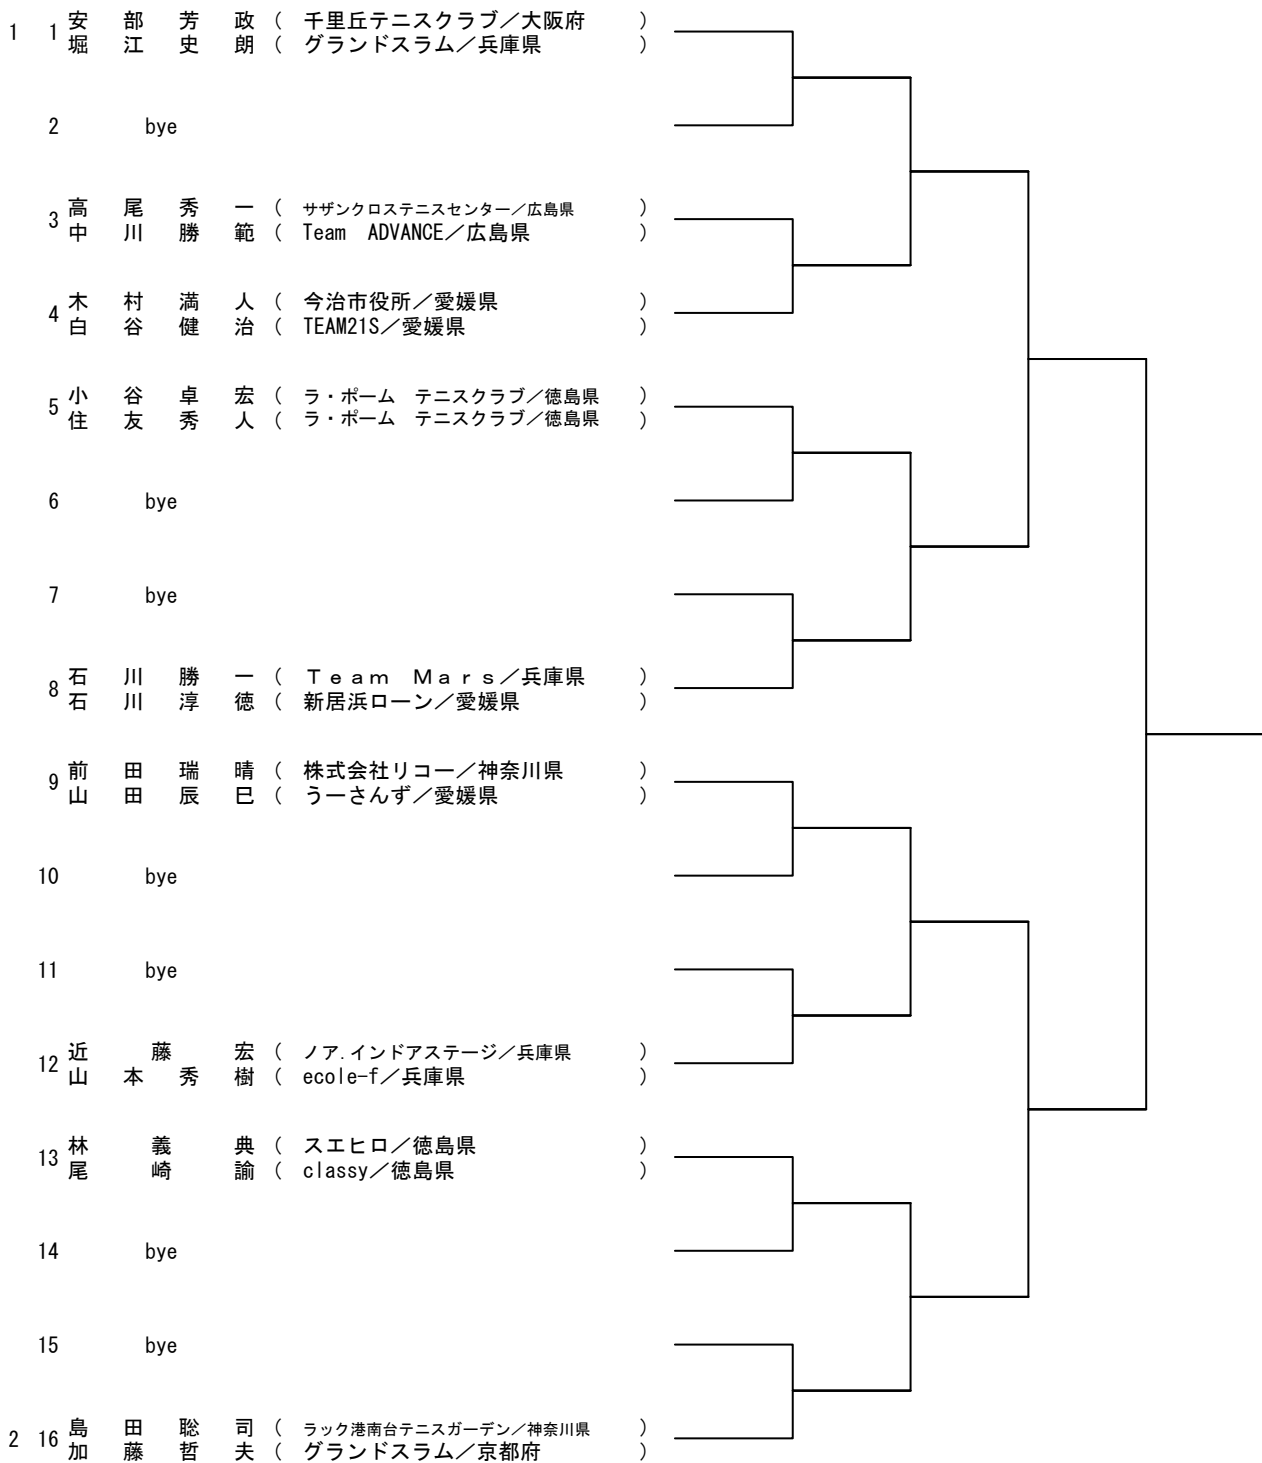 1 1 安 部 芳 政 ( 千里丘テニスクラブ／大阪府 )
堀 江 史 朗 ( グランドスラム／兵庫県 )
2 bye
3 高 尾 秀 一 ( サザンクロステニスセンター／広島県 )
中 川 勝 範 ( Team ADVANCE／広島県 )
4 木 村 満 人 ( 今治市役所／愛媛県 )
白 谷 健 治 ( TEAM21S／愛媛県 )
5 小 谷 卓 宏 ( ラ・ポーム テニスクラブ／徳島県 )
住 友 秀 人 ( ラ・ポーム テニスクラブ／徳島県 )
6 bye
7 bye
8 石 川 勝 一 ( Ｔｅａｍ Ｍａｒｓ／兵庫県 )
石 川 淳 徳 ( 新居浜ローン／愛媛県 )
9 前 田 瑞 晴 ( 株式会社リコー／神奈川県 )
山 田 辰 巳 ( うーさんず／愛媛県 )
10 bye
11 bye
12 近 藤 宏 ( ノア.インドアステージ／兵庫県 )
山 本 秀 樹 ( ecole-f／兵庫県 )
13 林 義 典 ( スエヒロ／徳島県 )
尾 崎 諭 ( classy／徳島県 )
14 bye
15 bye
2 16 島 田 聡 司 ( ラック港南台テニスガーデン／神奈川県 )
加 藤 哲 夫 ( グランドスラム／京都府 )